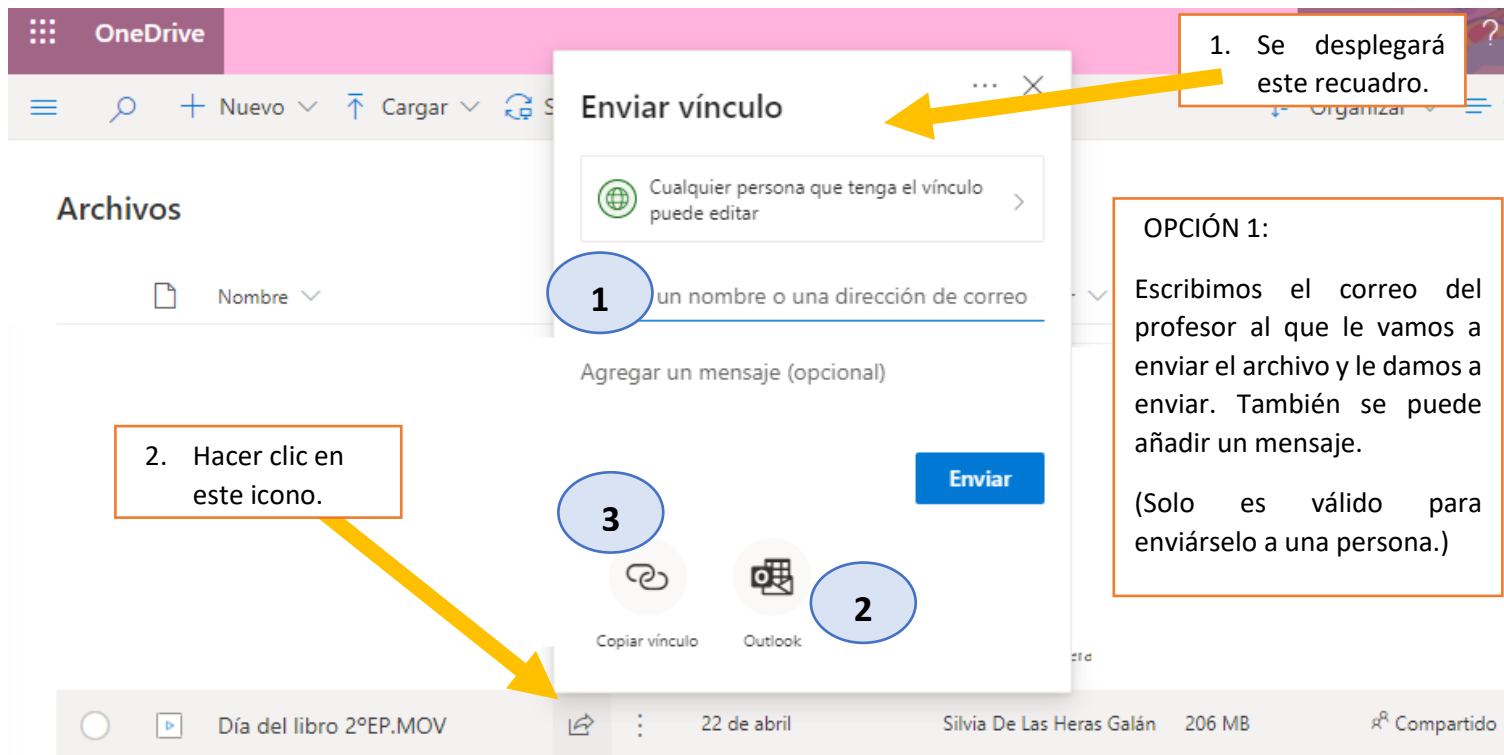 OneDrive
?
1. Se desplegará
este recuadro.
Nuevo
Cargar
S
Organizar
Enviar vínculo
Cualquier persona que tenga el vínculo
puede editar
Archivos
Nombre
1
un nombre o una dirección de correo
Agregar un mensaje (opcional)
OPCIÓN 1:
Escribimos el correo del
profesor al que le vamos a
enviar el archivo y le damos a
enviar. También se puede
añadir un mensaje.
(Solo es válido para
enviárselo a una persona.)
2. Hacer clic en
este icono.
Enviar
3
2
Copiar vínculo
Outlook
Día del libro 2ºEP.MOV
22 de abril
Silvia De Las Heras Galán
206 MB
Compartido